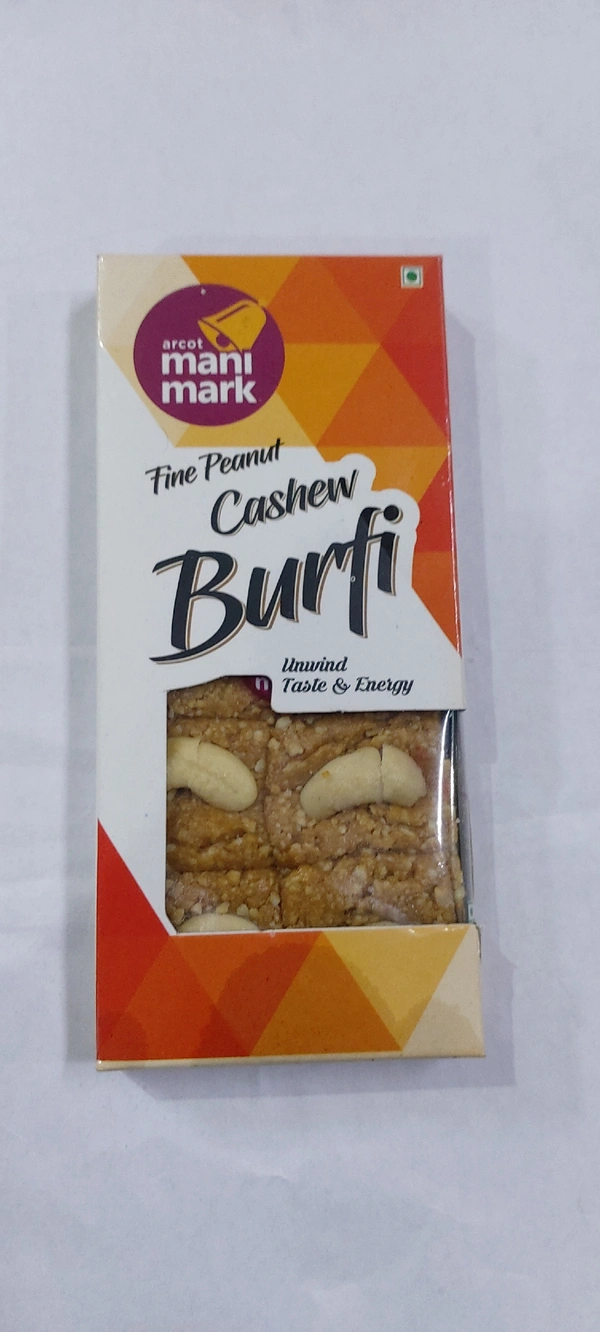 arcot
mani
mark
Fine Peanut
Cashew
Burfi
Unwind
Taste & Energy